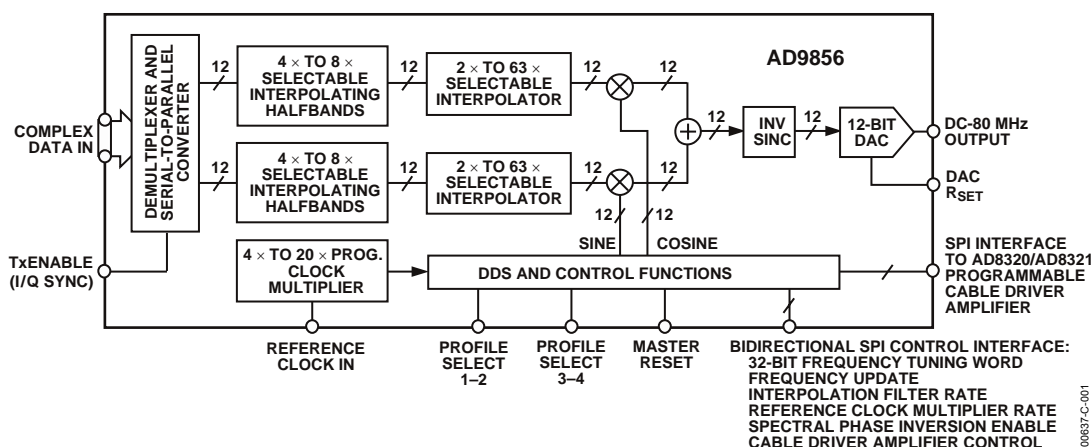 AD9856
COMPLEX
DATA IN
DEMULTIPLEXER AND
SERIAL-TO-PARALLEL
CONVERTER
12
4 × TO 8 ×
SELECTABLE
INTERPOLATING
HALFBANDS
12
2 × TO 63 ×
SELECTABLE
INTERPOLATOR
12
12
12
INV
SINC
12
12-BIT
DAC
DC-80 MHz
OUTPUT
DAC
RSET
12
4 × TO 8 ×
SELECTABLE
INTERPOLATING
HALFBANDS
12
2 × TO 63 ×
SELECTABLE
INTERPOLATOR
12
12
12
12
SINE
COSINE
TxENABLE
(I/Q SYNC)
4 × TO 20 × PROG.
CLOCK
MULTIPLIER
DDS AND CONTROL FUNCTIONS
SPI INTERFACE
TO AD8320/AD8321
PROGRAMMABLE
CABLE DRIVER
AMPLIFIER
REFERENCE
CLOCK IN
PROFILE
SELECT
1–2
PROFILE
SELECT
3–4
MASTER
RESET
BIDIRECTIONAL SPI CONTROL INTERFACE:
32-BIT FREQUENCY TUNING WORD
FREQUENCY UPDATE
INTERPOLATION FILTER RATE
REFERENCE CLOCK MULTIPLIER RATE
SPECTRAL PHASE INVERSION ENABLE
CABLE DRIVER AMPLIFIER CONTROL
00637-C-001